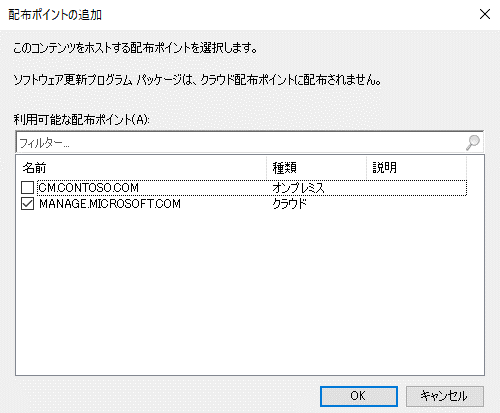 配布ポイントの追加
このコンテンツをホストする配布ポイントを選択します。
ソフトウェア更新プログラム パッケージは、クラウド配布ポイントに配布されません。
利用可能な配布ポイント(A):
フィルター...
名前 種類 説明
CM.CONTOSO.COM オンプレミス
MANAGE.MICROSOFT.COM クラウド
OK キャンセル